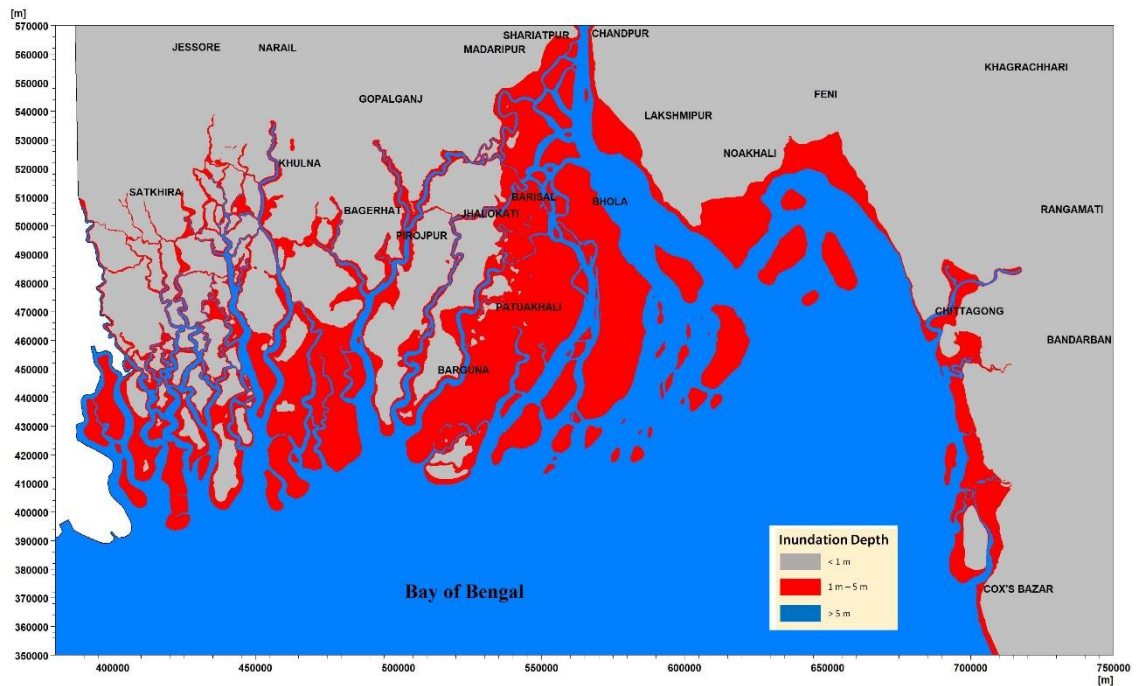 [m]
570000
560000
550000
540000
530000
520000
510000
500000
490000
480000
470000
460000
450000
440000
430000
420000
410000
400000
390000
380000
370000
360000
350000
SHARIATPUR
CHANDPUR
JESSORE
NARAIL
MADARIPUR
KHAGRACHHARI
GOPALGANJ
FENI
LAKSHMIPUR
NOAKHALI
KHULNA
SATKHIRA
BARISAL
BHOLA
BAGERHAT
JHALOKATI
RANGAMATI
PIROJPUR
PATUAKHALI
CHITTAGONG
BANDARBAN
BARGUNA
Inundation Depth
< 1 m
1 m – 5 m
> 5 m
Bay of Bengal
COX'S BAZAR
400000
450000
500000
550000
600000
650000
700000
750000
[m]